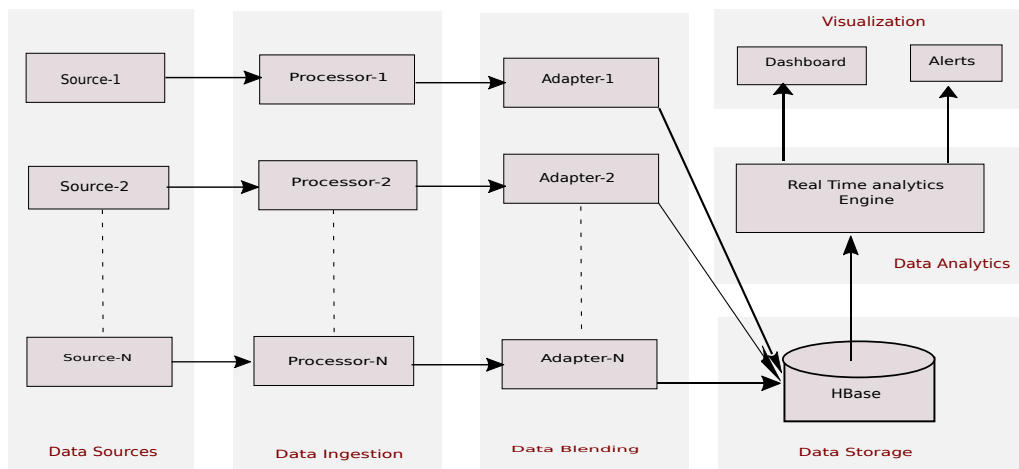 Source-1
Source-2
Source-N
Data Sources
Processor-1
Processor-2
Processor-N
Data Ingestion
Adapter-1
Adapter-2
Adapter-N
Data Blending
Visualization
Dashboard
Alerts
Real Time analytics
Engine
Data Analytics
HBase
Data Storage